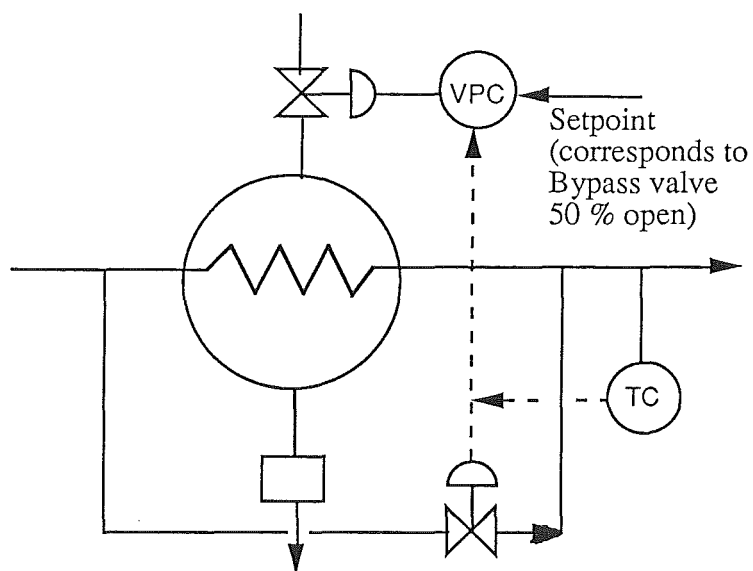 VPC
Setpoint
(corresponds to
Bypass valve
50 % open)
TC